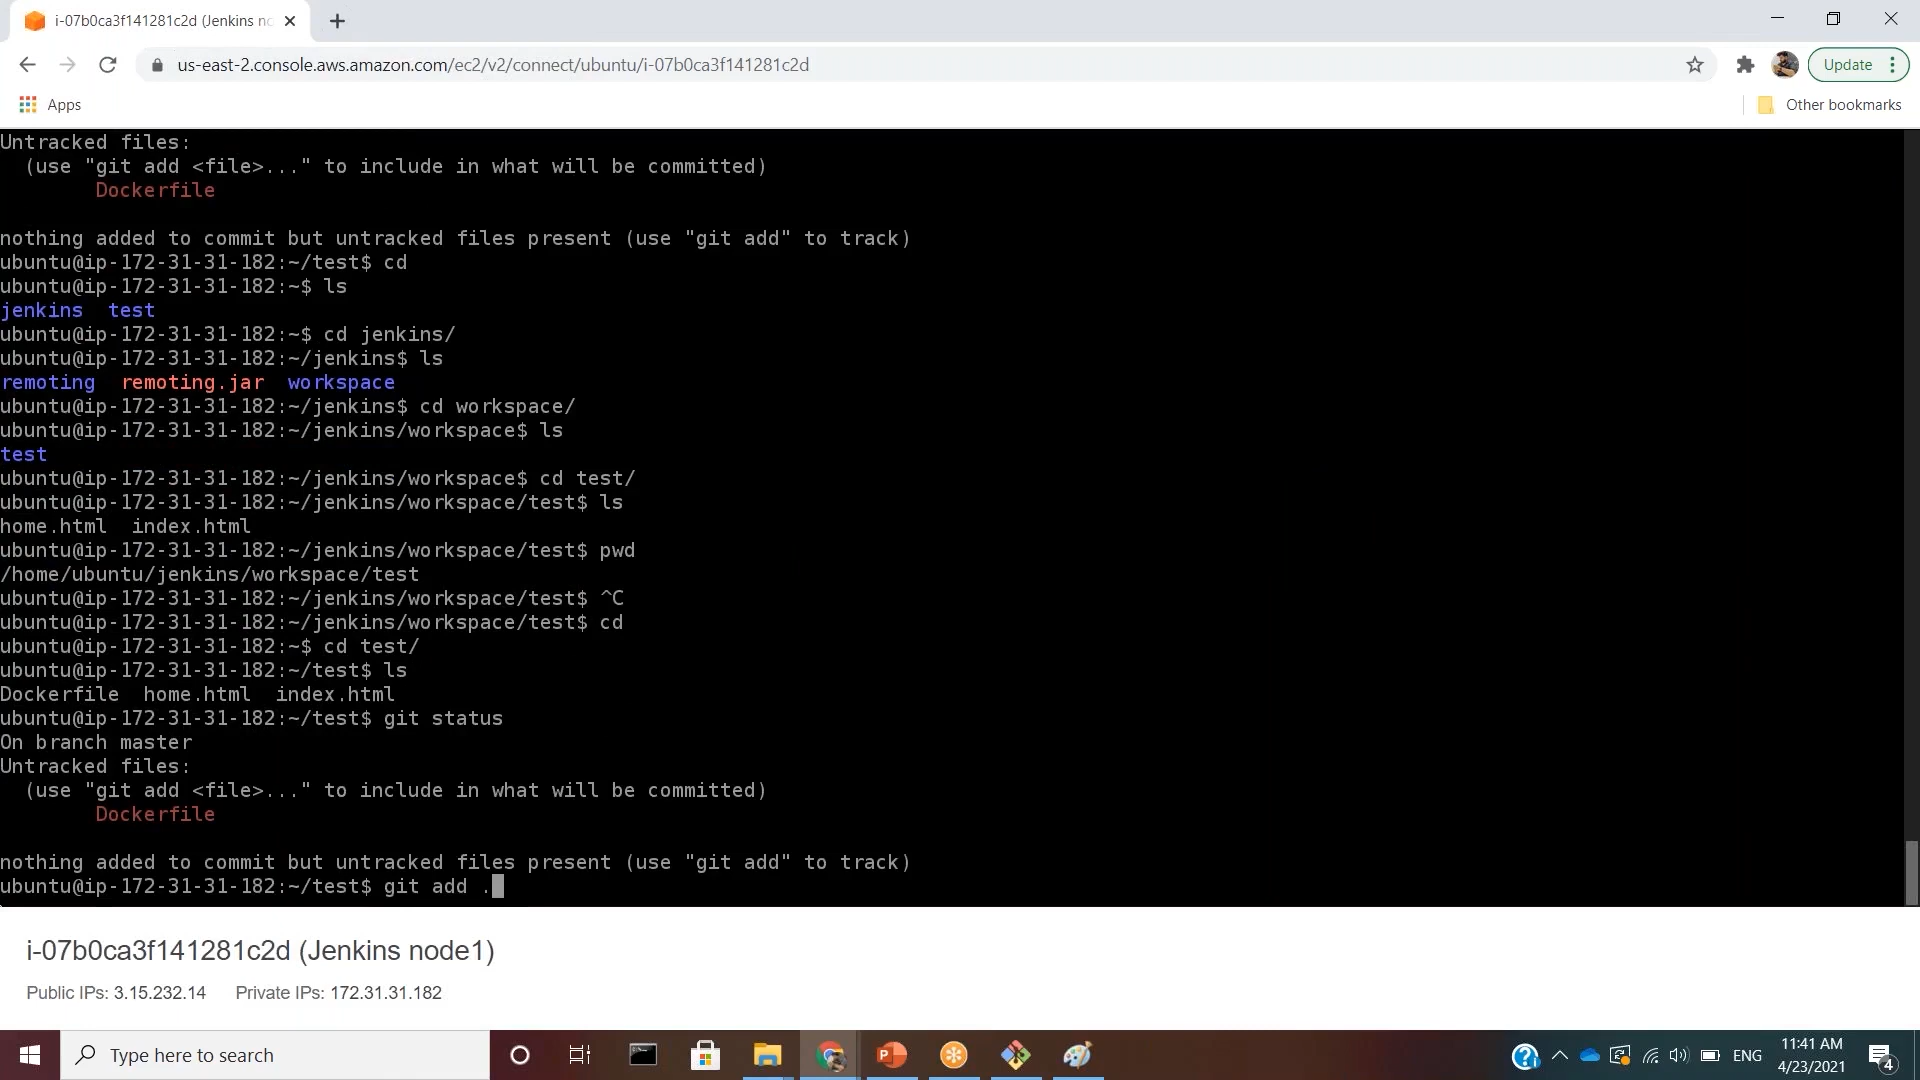 i-07b0ca3f141281c2d (Jenkins no
us-east-2.console.aws.amazon.com/ec2/v2/connect/ubuntu/i-07b0ca3f141281c2d
Update
Apps
Other bookmarks
Untracked files:
(use "git add <file>..." to include in what will be committed)
Dockerfile
nothing added to commit but untracked files present (use "git add" to track)
ubuntu@ip-172-31-31-182:~/test$ cd
ubuntu@ip-172-31-31-182:~$ ls
jenkins test
ubuntu@ip-172-31-31-182:~$ cd jenkins/
ubuntu@ip-172-31-31-182:~/jenkins$ ls
remoting remoting.jar workspace
ubuntu@ip-172-31-31-182:~/jenkins$ cd workspace/
ubuntu@ip-172-31-31-182:~/jenkins/workspace$ ls
test
ubuntu@ip-172-31-31-182:~/jenkins/workspace$ cd test/
ubuntu@ip-172-31-31-182:~/jenkins/workspace/test$ ls
home.html index.html
ubuntu@ip-172-31-31-182:~/jenkins/workspace/test$ pwd
/home/ubuntu/jenkins/workspace/test
ubuntu@ip-172-31-31-182:~/jenkins/workspace/test$ ^C
ubuntu@ip-172-31-31-182:~/jenkins/workspace/test$ cd
ubuntu@ip-172-31-31-182:~$ cd test/
ubuntu@ip-172-31-31-182:~/test$ ls
Dockerfile home.html index.html
ubuntu@ip-172-31-31-182:~/test$ git status
On branch master
Untracked files:
(use "git add <file>..." to include in what will be committed)
Dockerfile
nothing added to commit but untracked files present (use "git add" to track)
ubuntu@ip-172-31-31-182:~/test$ git add .
i-07b0ca3f141281c2d (Jenkins node1)
Public IPs: 3.15.232.14 Private IPs: 172.31.31.182
Type here to search
ENG
11:41 AM
4/23/2021
4